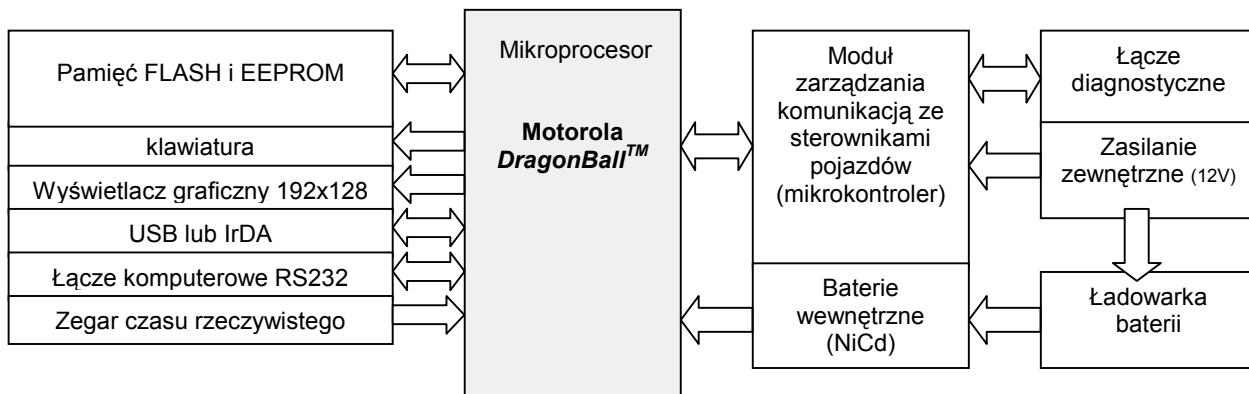 Pamięć FLASH i EEPROM
klawiatura
Wyświetlacz graficzny 192x128
USB lub IrDA
Łącze komputerowe RS232
Zegar czasu rzeczywistego
Mikroprocesor
Motorola
DragonBall™
Moduł
zarządzania
komunikacją ze
sterownikami
pojazdów
(mikrokontroler)
Baterie
wewnętrzne
(NiCd)
Łącze
diagnostyczne
Zasilanie
zewnętrzne (12V)
Ładowarka
baterii